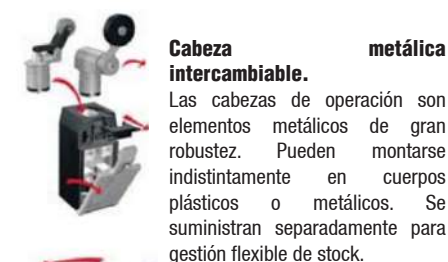 Cabeza metálica
intercambiable.
Las cabezas de operación son
elementos metálicos de gran
robustez. Pueden montarse
indistintamente en cuerpos
plásticos o metálicos. Se
suministran separadamente para
gestión flexible de stock.